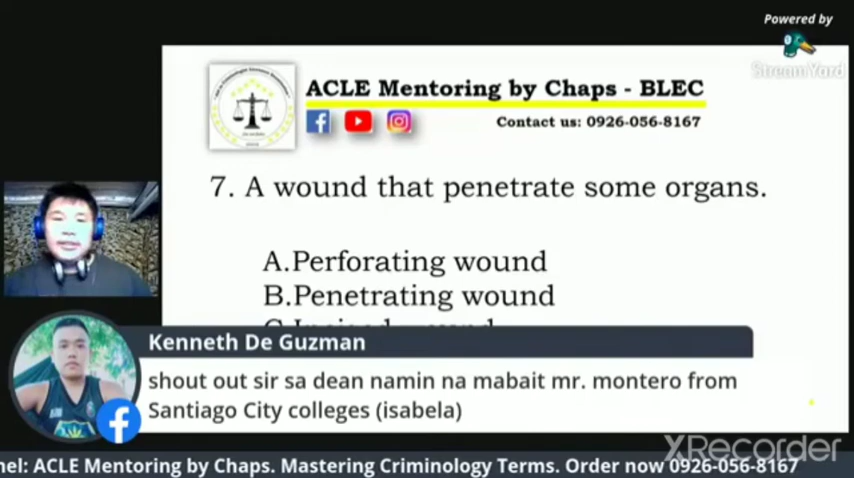 Powered by
StreamYard
ACLE Mentoring by Chaps - BLEC
Contact us: 0926-056-8167
7. A wound that penetrate some organs.
A.Perforating wound
B.Penetrating wound
C.Incised wound
Kenneth De Guzman
shout out sir sa dean namin na mabait mr. montero from
Santiago City colleges (isabela)
XRecorder
nel: ACLE Mentoring by Chaps. Mastering Criminology Terms. Order now 0926-056-8167